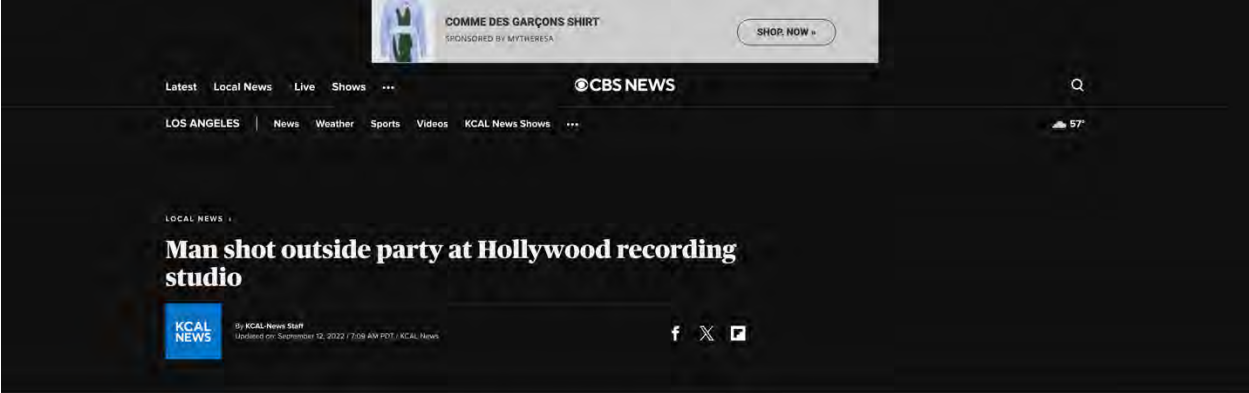 COMME DES GARÇONS SHIRT
SPONSORED BY MYTHERESA
SHOP NOW »
Latest Local News Live Shows •••
CBS NEWS
LOS ANGELES | News Weather Sports Videos KCAL News Shows •••
57°
LOCAL NEWS ›
Man shot outside party at Hollywood recording
studio
KCAL
NEWS
By KCAL-News Staff
Updated on: September 12, 2022 / 7:09 AM PDT / KCAL News